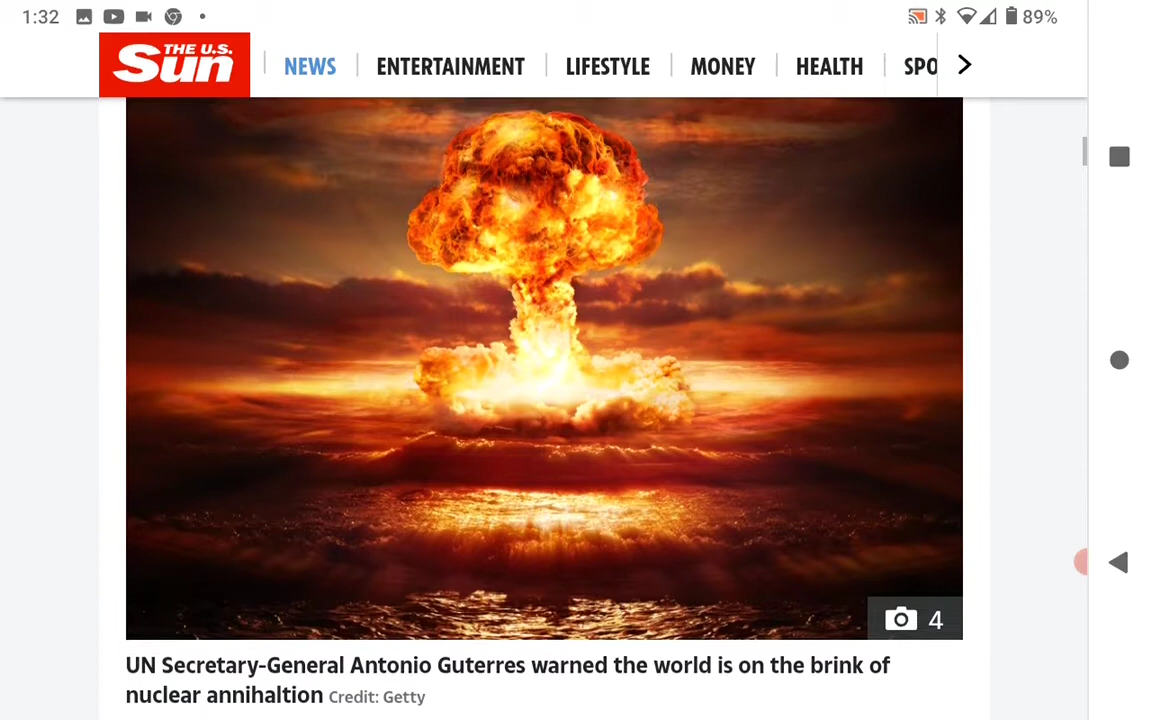 1:32
89%
THE U.S.
Sun
NEWS
ENTERTAINMENT
LIFESTYLE
MONEY
HEALTH
SPO
4
UN Secretary-General Antonio Guterres warned the world is on the brink of
nuclear annihaltion Credit: Getty